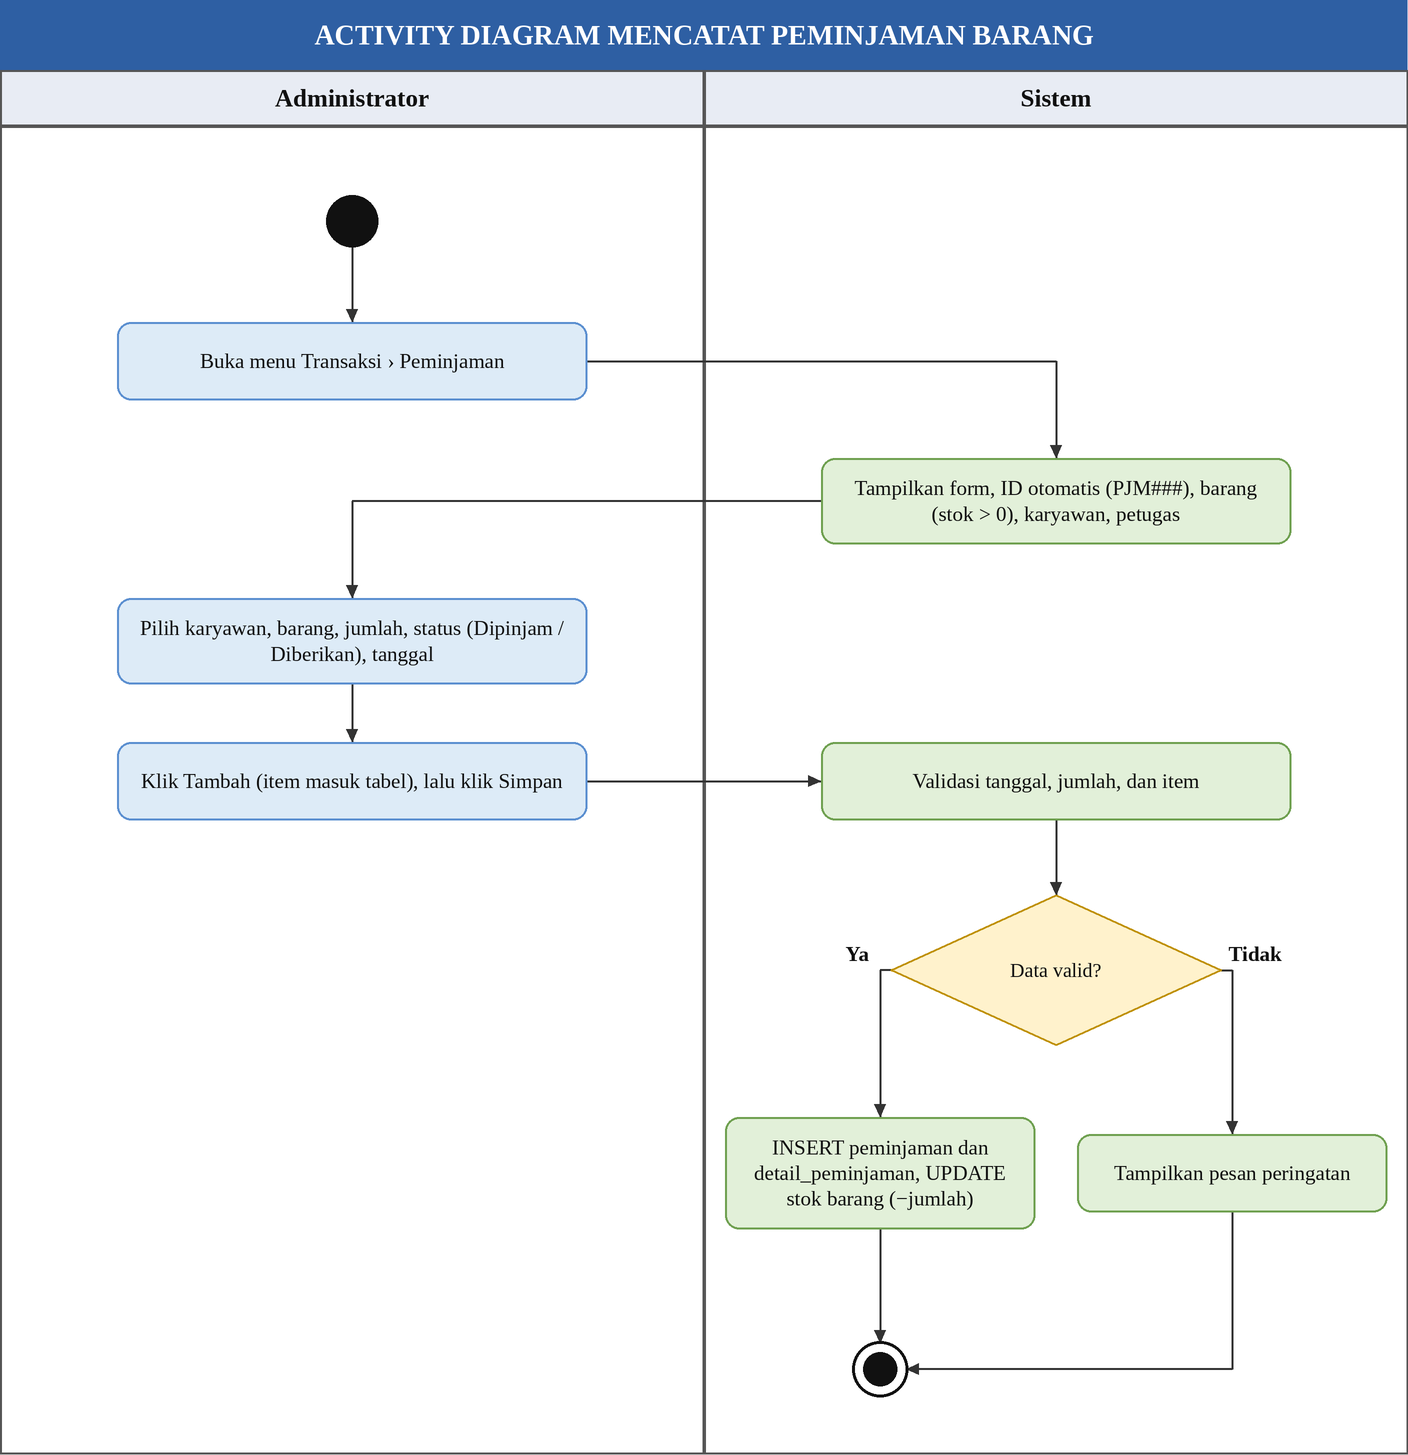 ACTIVITY DIAGRAM MENCATAT PEMINJAMAN BARANG
Administrator
Sistem
Buka menu Transaksi › Peminjaman
Tampilkan form, ID otomatis (PJM###), barang
(stok > 0), karyawan, petugas
Pilih karyawan, barang, jumlah, status (Dipinjam /
Diberikan), tanggal
Klik Tambah (item masuk tabel), lalu klik Simpan
Validasi tanggal, jumlah, dan item
Ya
Tidak
Data valid?
INSERT peminjaman dan
detail_peminjaman, UPDATE
stok barang (−jumlah)
Tampilkan pesan peringatan